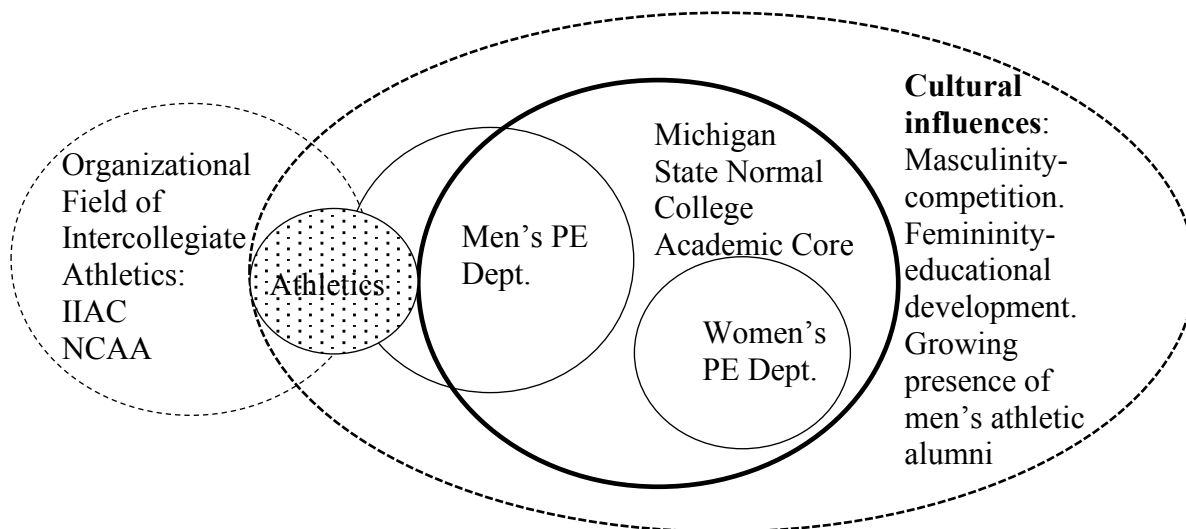 Organizational
Field of
Intercollegiate
Athletics:
IIAC
NCAA
Athletics
Men’s PE
Dept.
Michigan
State Normal
College
Academic Core
Women’s
PE Dept.
Cultural
influences:
Masculinity-
competition.
Femininity-
educational
development.
Growing
presence of
men’s athletic
alumni